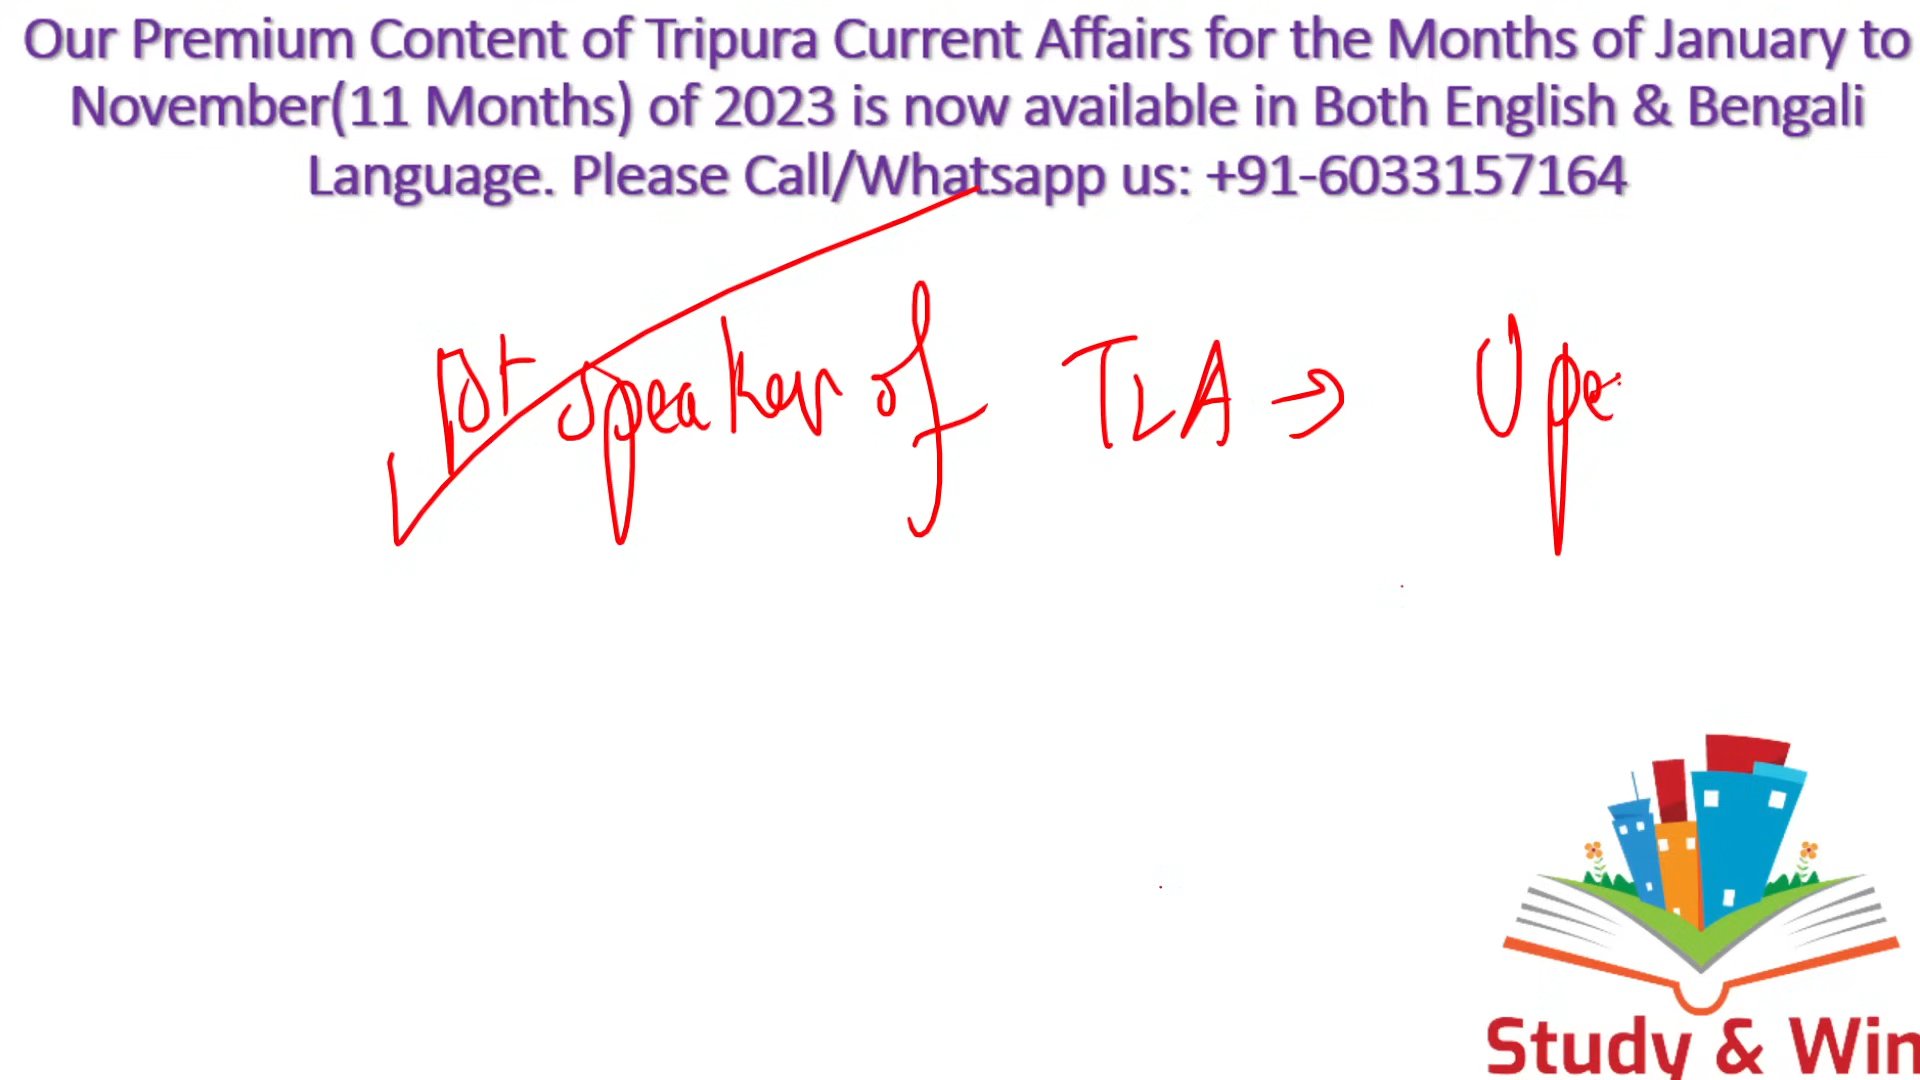 Our Premium Content of Tripura Current Affairs for the Months of January to
November(11 Months) of 2023 is now available in Both English & Bengali
Language. Please Call/Whatsapp us: +91-6033157164
speaker of TLA → Upe
Study & Win